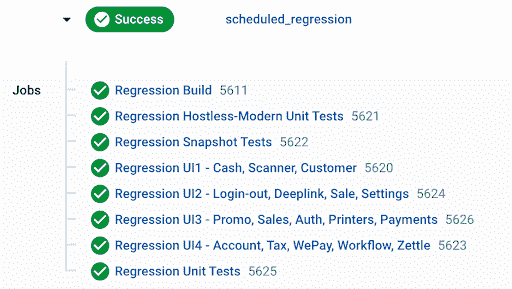 Success scheduled_regression
Jobs
Regression Build 5611
Regression Hostless-Modern Unit Tests 5621
Regression Snapshot Tests 5622
Regression UI1 - Cash, Scanner, Customer 5620
Regression UI2 - Login-out, Deeplink, Sale, Settings 5624
Regression UI3 - Promo, Sales, Auth, Printers, Payments 5626
Regression UI4 - Account, Tax, WePay, Workflow, Zettle 5623
Regression Unit Tests 5625